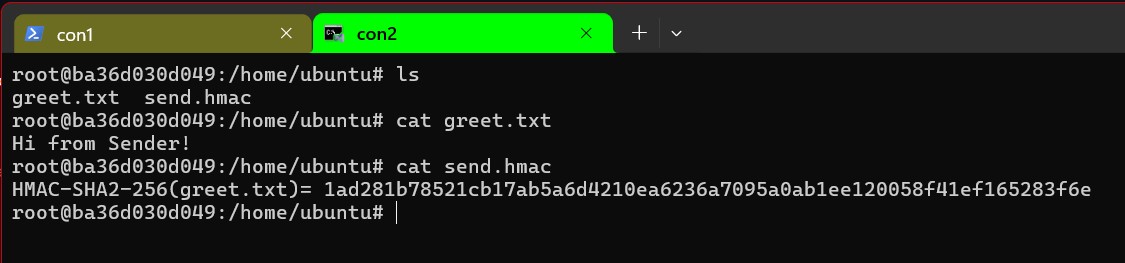 con1
con2
root@ba36d030d049:/home/ubuntu# ls
greet.txt  send.hmac
root@ba36d030d049:/home/ubuntu# cat greet.txt
Hi from Sender!
root@ba36d030d049:/home/ubuntu# cat send.hmac
HMAC-SHA2-256(greet.txt)= 1ad281b78521cb17ab5a6d4210ea6236a7095a0ab1ee120058f41ef165283f6e
root@ba36d030d049:/home/ubuntu#